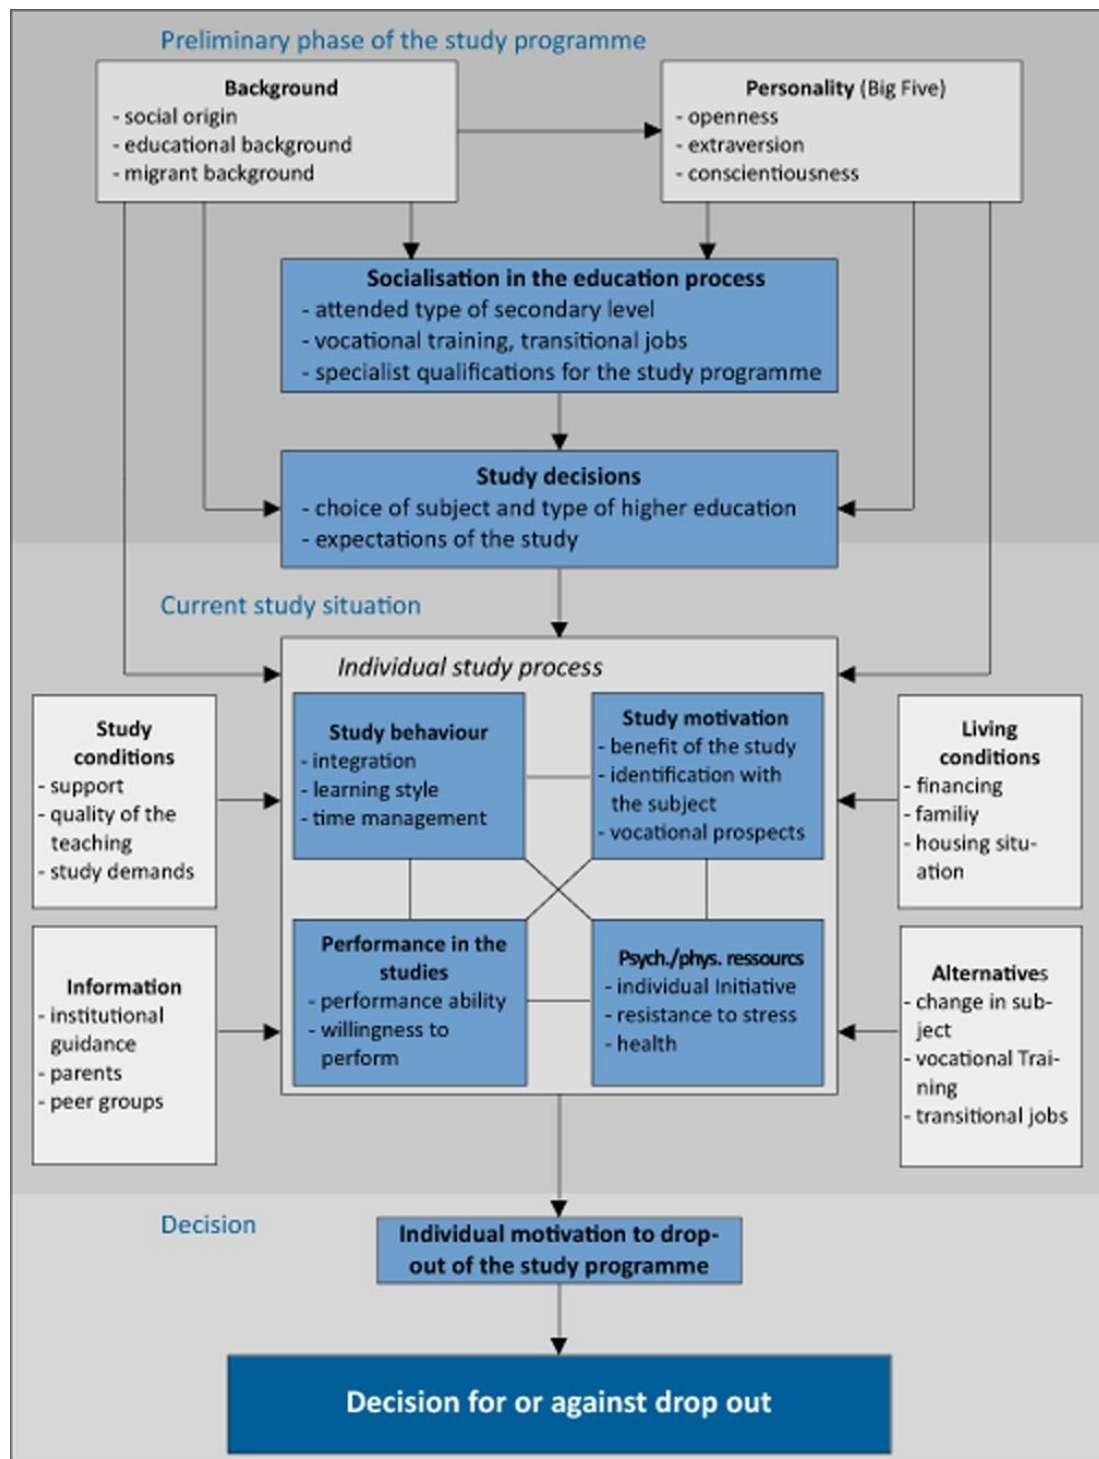 Preliminary phase of the study programme
Background
- social origin
- educational background
- migrant background
Personality (Big Five)
- openness
- extraversion
- conscientiousness
Socialisation in the education process
- attended type of secondary level
- vocational training, transitional jobs
- specialist qualifications for the study programme
Study decisions
- choice of subject and type of higher education
- expectations of the study
Current study situation
Individual study process
Study
conditions
- support
- quality of the
teaching
- study demands
Study behaviour
- integration
- learning style
- time management
Study motivation
- benefit of the study
- identification with
the subject
- vocational prospects
Living
conditions
- financing
- familiy
- housing situ-
ation
Information
- institutional
guidance
- parents
- peer groups
Performance in the
studies
- performance ability
- willingness to
perform
Psych./phys. ressourcs
- individual Initiative
- resistance to stress
- health
Alternatives
- change in sub-
ject
- vocational Trai-
ning
- transitional jobs
Decision
Individual motivation to drop-
out of the study programme
Decision for or against drop out